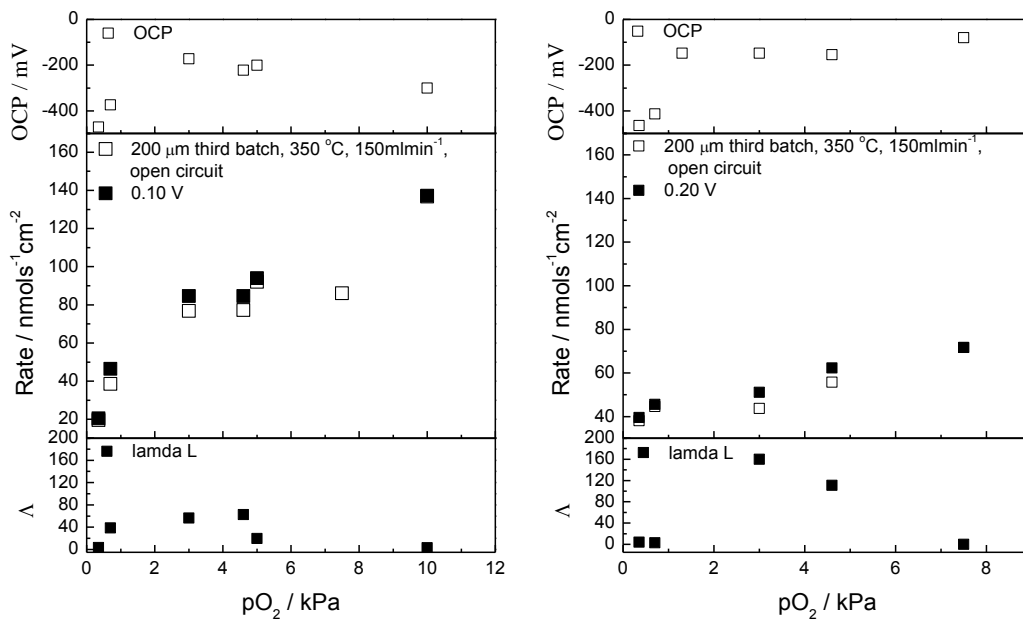 0
-200
-400
OCP / mV
OCP
160
140
120
100
80
60
40
20
Rate / nmols⁻¹cm⁻²
200 μm third batch, 350 °C, 150mlmin⁻¹,
open circuit
0.10 V
200
160
120
80
40
0
Λ
lamda L
0 2 4 6 8 10 12
pO₂ / kPa
0
-200
-400
OCP / mV
OCP
160
140
120
100
80
60
40
Rate / nmols⁻¹cm⁻²
200 μm third batch, 350 °C, 150mlmin⁻¹,
open circuit
0.20 V
200
160
120
80
40
0
Λ
lamda L
0 2 4 6 8
pO₂ / kPa